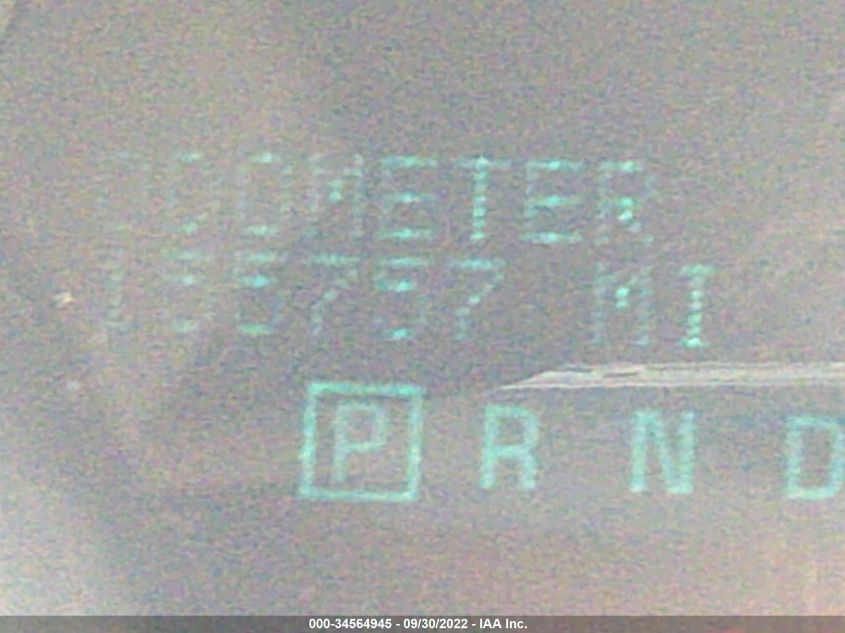 ODOMETER
MI
P R N D
000-34564945 - 09/30/2022 - IAA Inc.